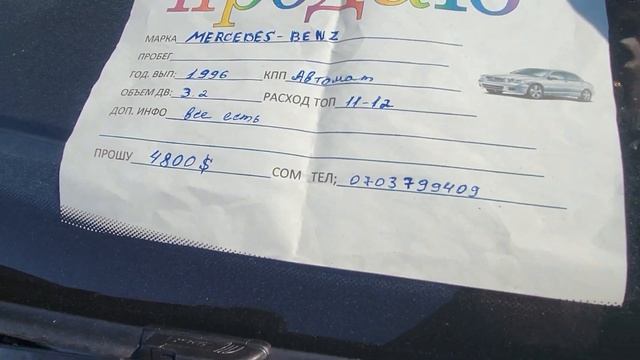 продаю
МАРКА MERCEDES-BENZ
ПРОБЕГ
ГОД. ВЫП: 1996 КПП Автомат
ОБЪЕМ ДВ: 3.2 РАСХОД ТОП 11-12
ДОП. ИНФО все есть
ПРОШУ 4800$ СОМ ТЕЛ; 0703799409